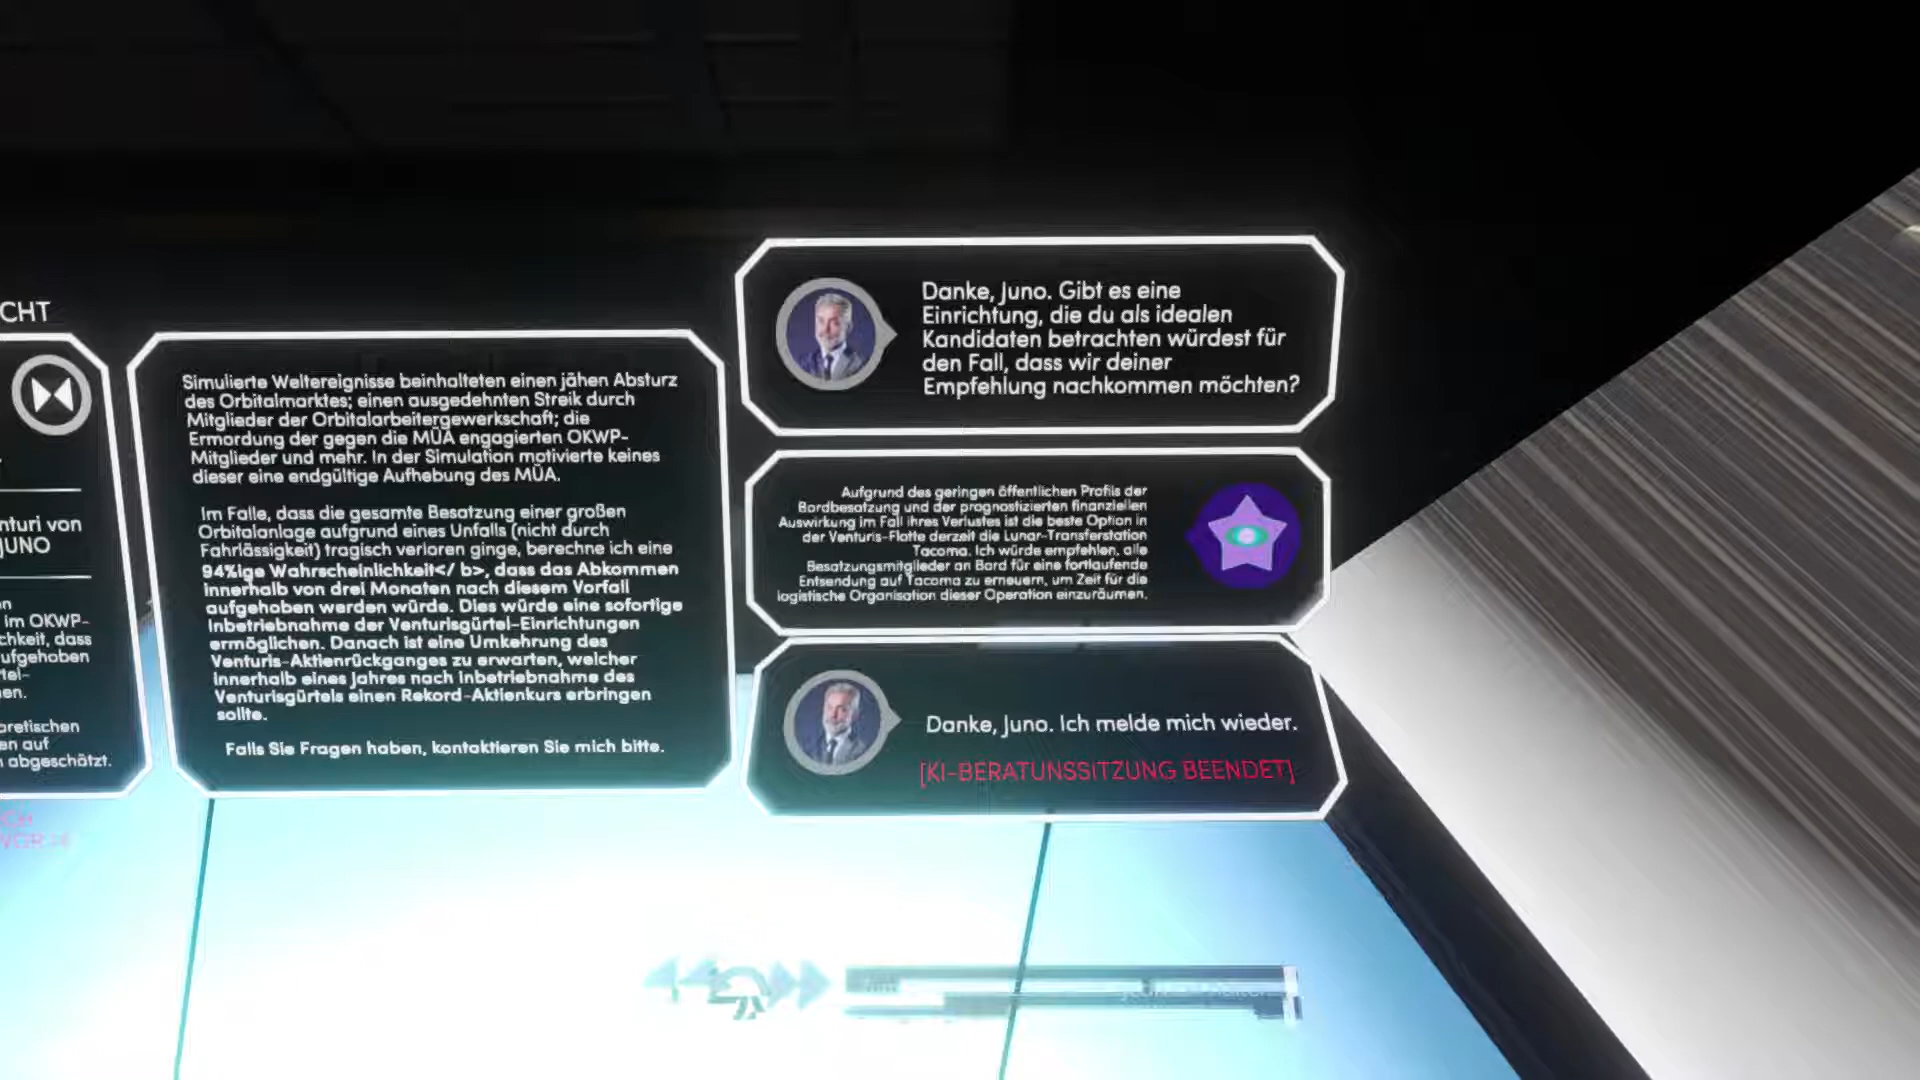 CHT
nturi von
JUNO
im OKWP-
chkeit, dass
ufgehoben
tel-
en.
oretischen
en auf
abgeschätzt.
Simulierte Weltereignisse beinhalteten einen jähen Absturz
des Orbitalmarktes; einen ausgedehnten Streik durch
Mitglieder der Orbitalarbeitergewerkschaft; die
Ermordung der gegen die MÜA engagierten OKWP-
Mitglieder und mehr. In der Simulation motivierte keines
dieser eine endgültige Aufhebung des MÜA.
Im Falle, dass die gesamte Besatzung einer großen
Orbitalanlage aufgrund eines Unfalls (nicht durch
Fahrlässigkeit) tragisch verloren ginge, berechne ich eine
94%ige Wahrscheinlichkeit</ b>, dass das Abkommen
innerhalb von drei Monaten nach diesem Vorfall
aufgehoben werden würde. Dies würde eine sofortige
Inbetriebnahme der Venturisgürtel-Einrichtungen
ermöglichen. Danach ist eine Umkehrung des
Venturis-Aktienrückganges zu erwarten, welcher
innerhalb eines Jahres nach Inbetriebnahme des
Venturisgürtels einen Rekord-Aktienkurs erbringen
sollte.
Falls Sie Fragen haben, kontaktieren Sie mich bitte.
Danke, Juno. Gibt es eine
Einrichtung, die du als idealen
Kandidaten betrachten würdest für
den Fall, dass wir deiner
Empfehlung nachkommen möchten?
Aufgrund des geringen öffentlichen Profils der
Bordbesatzung und der prognostizierten finanziellen
Auswirkung im Fall ihres Verlustes ist die beste Option in
der Venturis-Flotte derzeit die Lunar-Transferstation
Tacoma. Ich würde empfehlen, alle
Besatzungsmitglieder an Bord für eine fortlaufende
Entsendung auf Tacoma zu erneuern, um Zeit für die
logistische Organisation dieser Operation einzuräumen.
Danke, Juno. Ich melde mich wieder.
[KI-BERATUNSSITZUNG BEENDET]